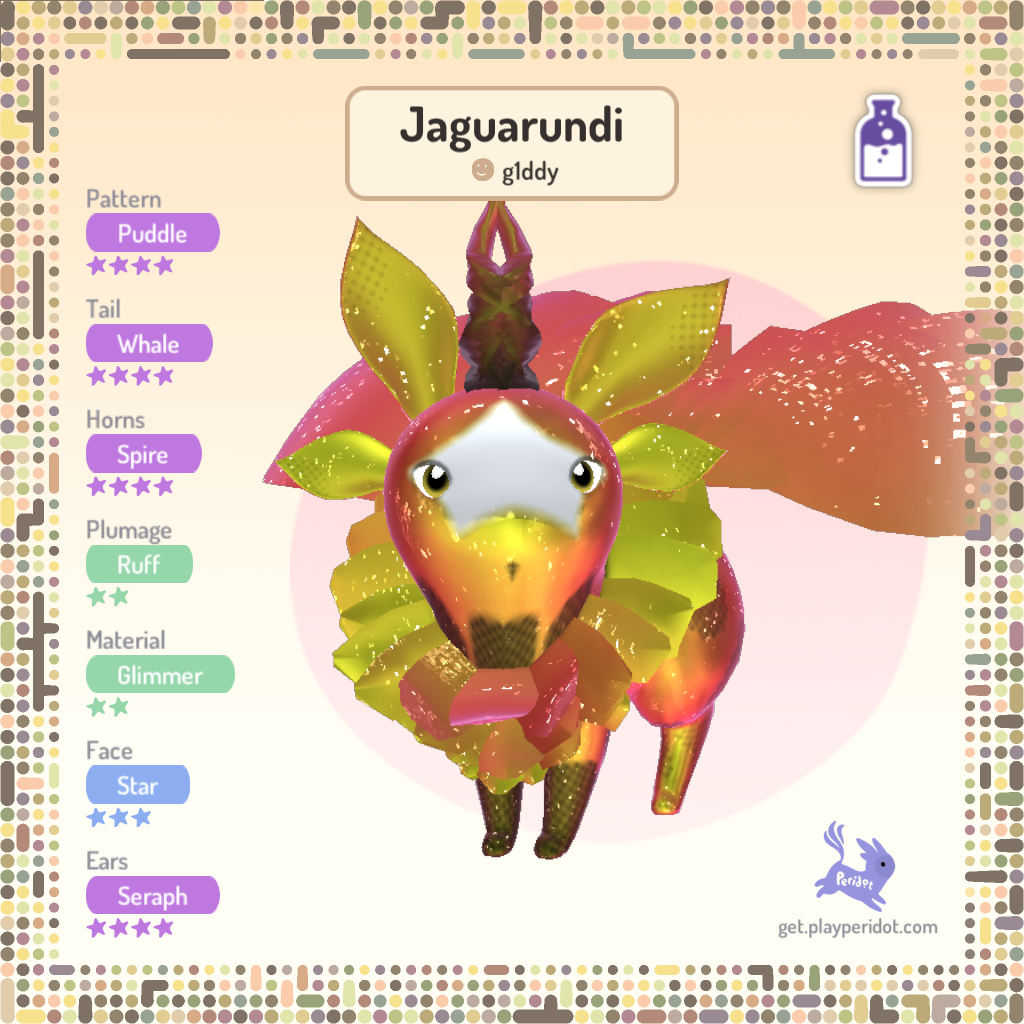 Jaguarundi
g1ddy
Pattern
Puddle
Tail
Whale
Horns
Spire
Plumage
Ruff
Material
Glimmer
Face
Star
Ears
Seraph
Peridot
get.playperidot.com